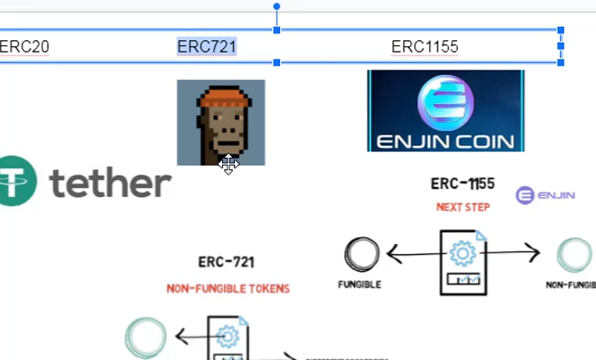 ERC20 ERC721 ERC1155
ENJIN COIN
tether
ERC-1155
NEXT STEP
ENJIN
ERC-721
NON-FUNGIBLE TOKENS
FUNGIBLE
NON-FUNGIB